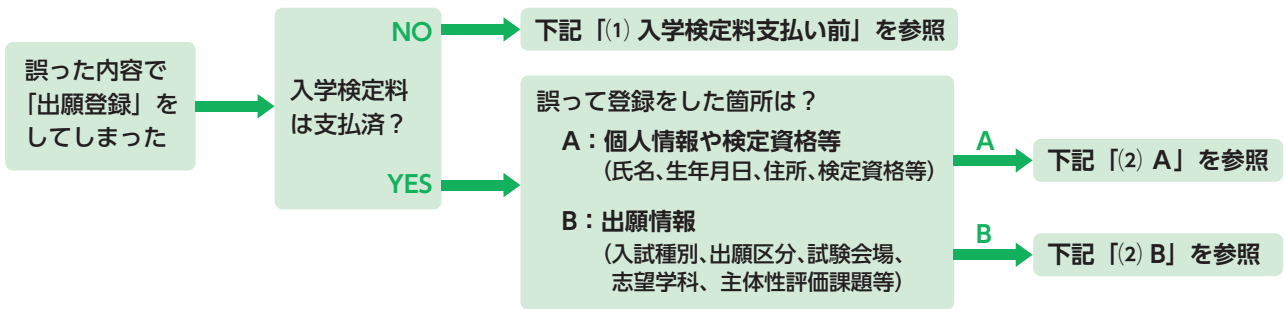 誤った内容で
「出願登録」を
してしまった
入学検定料
は支払済？
NO
下記「⑴ 入学検定料支払い前」を参照
YES
誤って登録をした箇所は？
A：個人情報や検定資格等
（氏名、生年月日、住所、検定資格等）
A
下記「⑵ A」を参照
B：出願情報
（入試種別、出願区分、試験会場、
志望学科、主体性評価課題等）
B
下記「⑵ B」を参照